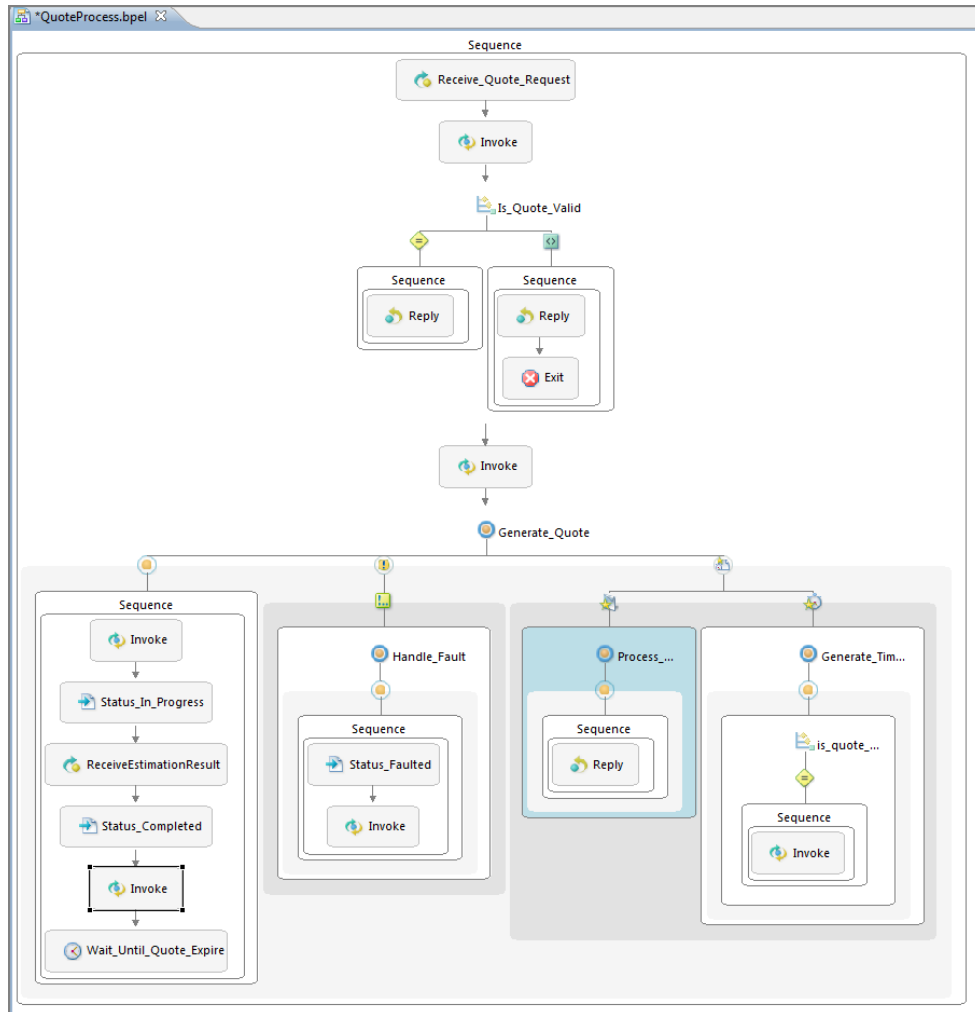 *QuoteProcess.bpel
Sequence
Receive_Quote_Request
Invoke
Is_Quote_Valid
Sequence
Reply
Sequence
Reply
Exit
Invoke
Generate_Quote
Sequence
Invoke
Status_In_Progress
ReceiveEstimationResult
Status_Completed
Invoke
Wait_Until_Quote_Expire
Handle_Fault
Sequence
Status_Faulted
Invoke
Process_...
Sequence
Reply
Generate_Tim...
is_quote_...
Sequence
Invoke